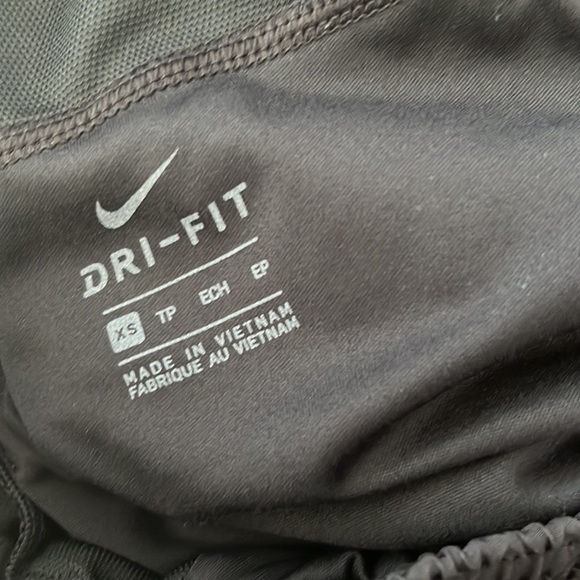 DRI-FIT
XS TP ECH EP
MADE IN VIETNAM
FABRIQUE AU VIETNAM